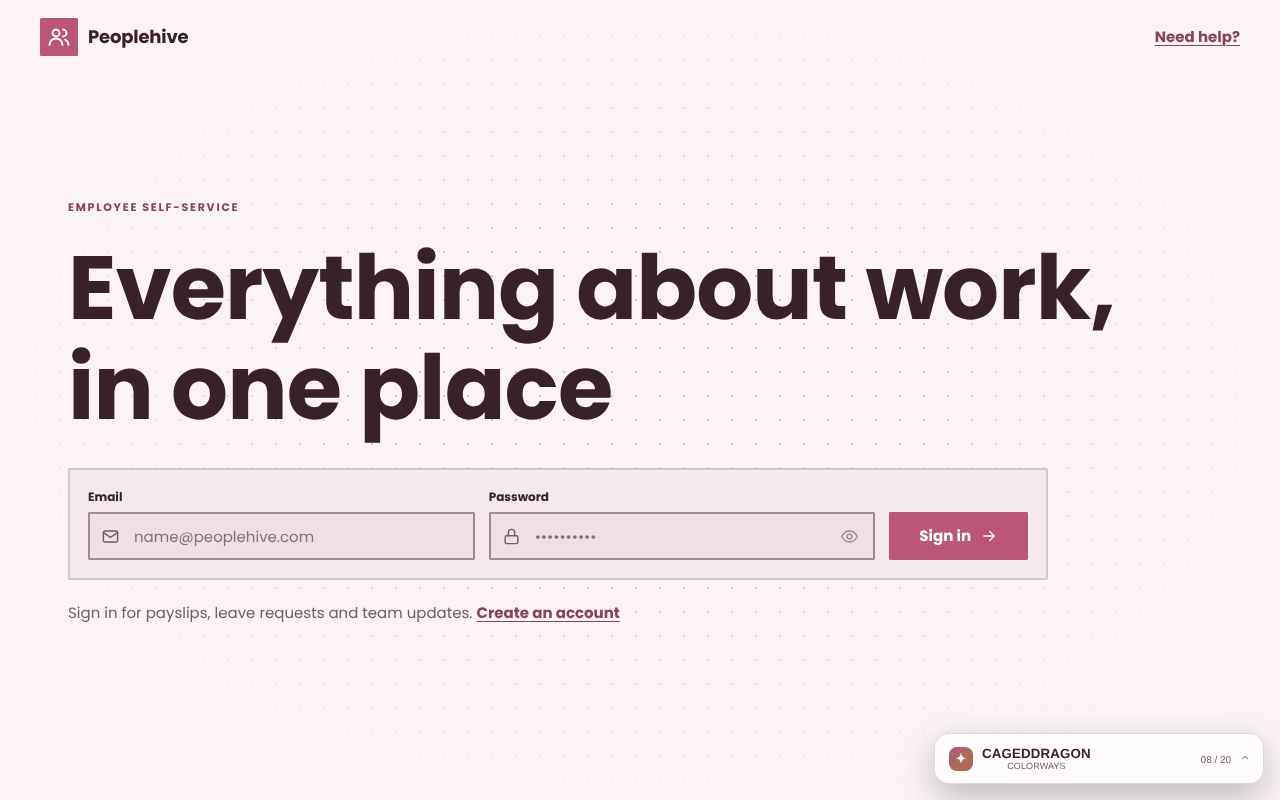 Peoplehive
Need help?
EMPLOYEE SELF-SERVICE
Everything about work,
in one place
Email
Password
name@peoplehive.com
••••••••••
Sign in
Sign in for payslips, leave requests and team updates. Create an account
CAGEDDRAGON
COLORWAYS
08 / 20